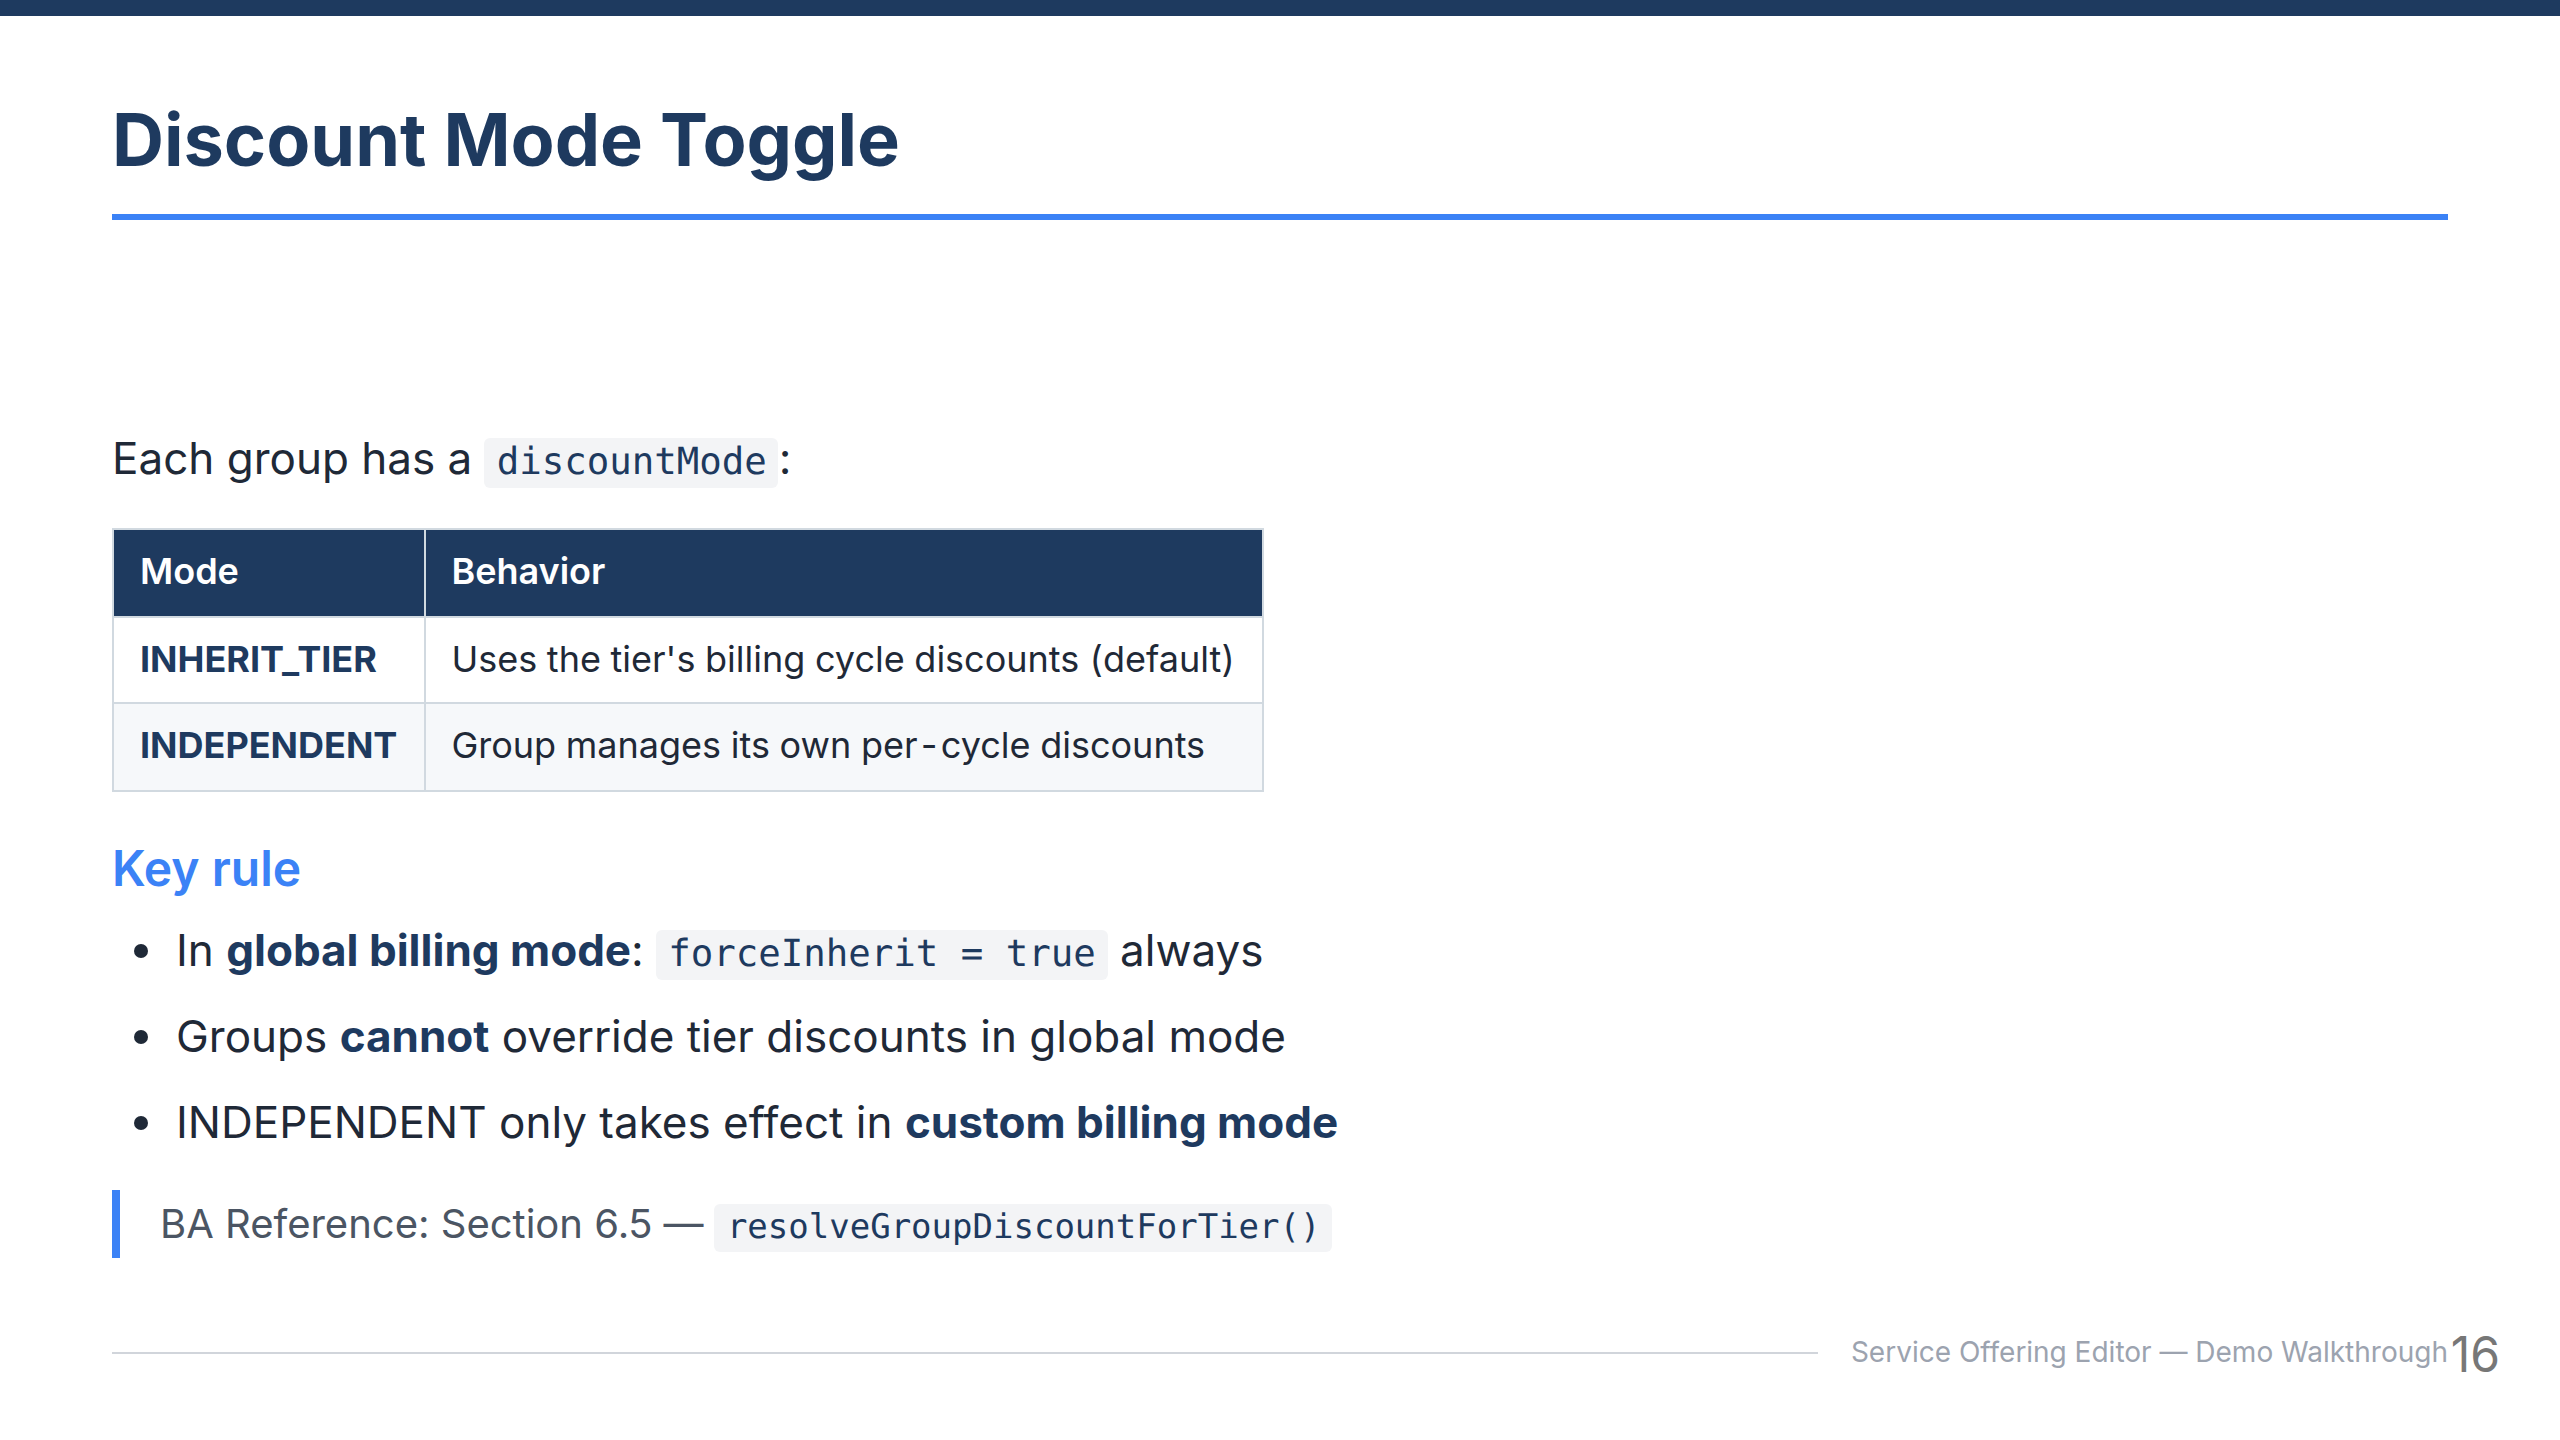 Discount Mode Toggle
Each group has a discountMode:
Mode Behavior
INHERIT_TIER Uses the tier's billing cycle discounts (default)
INDEPENDENT Group manages its own per-cycle discounts
Key rule
• In global billing mode: forceInherit = true always
• Groups cannot override tier discounts in global mode
• INDEPENDENT only takes effect in custom billing mode
BA Reference: Section 6.5 — resolveGroupDiscountForTier()
Service Offering Editor — Demo Walkthrough 16